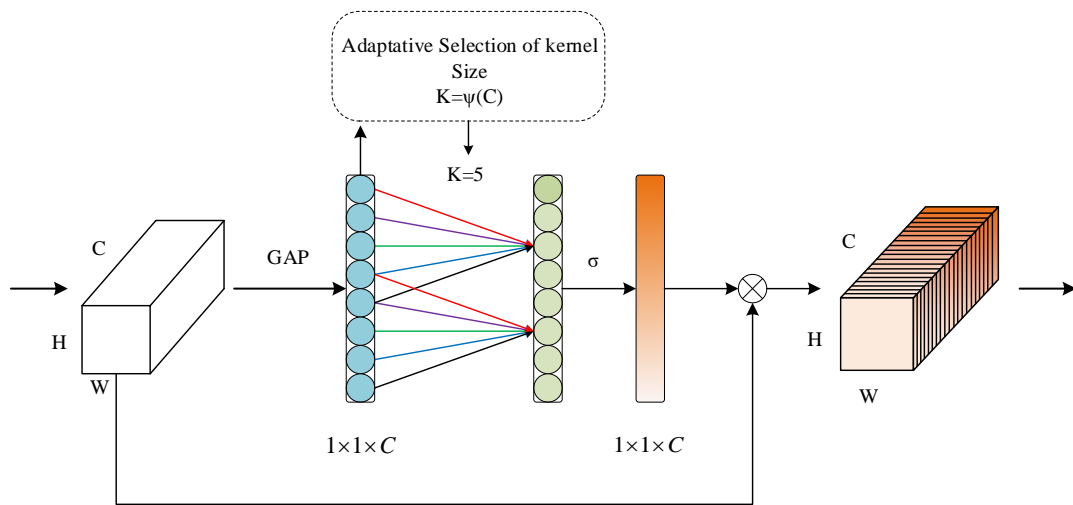 Adaptative Selection of kernel
Size
K=ψ(C)
K=5
C
H
W
GAP
σ
C
H
W
1×1×C
1×1×C